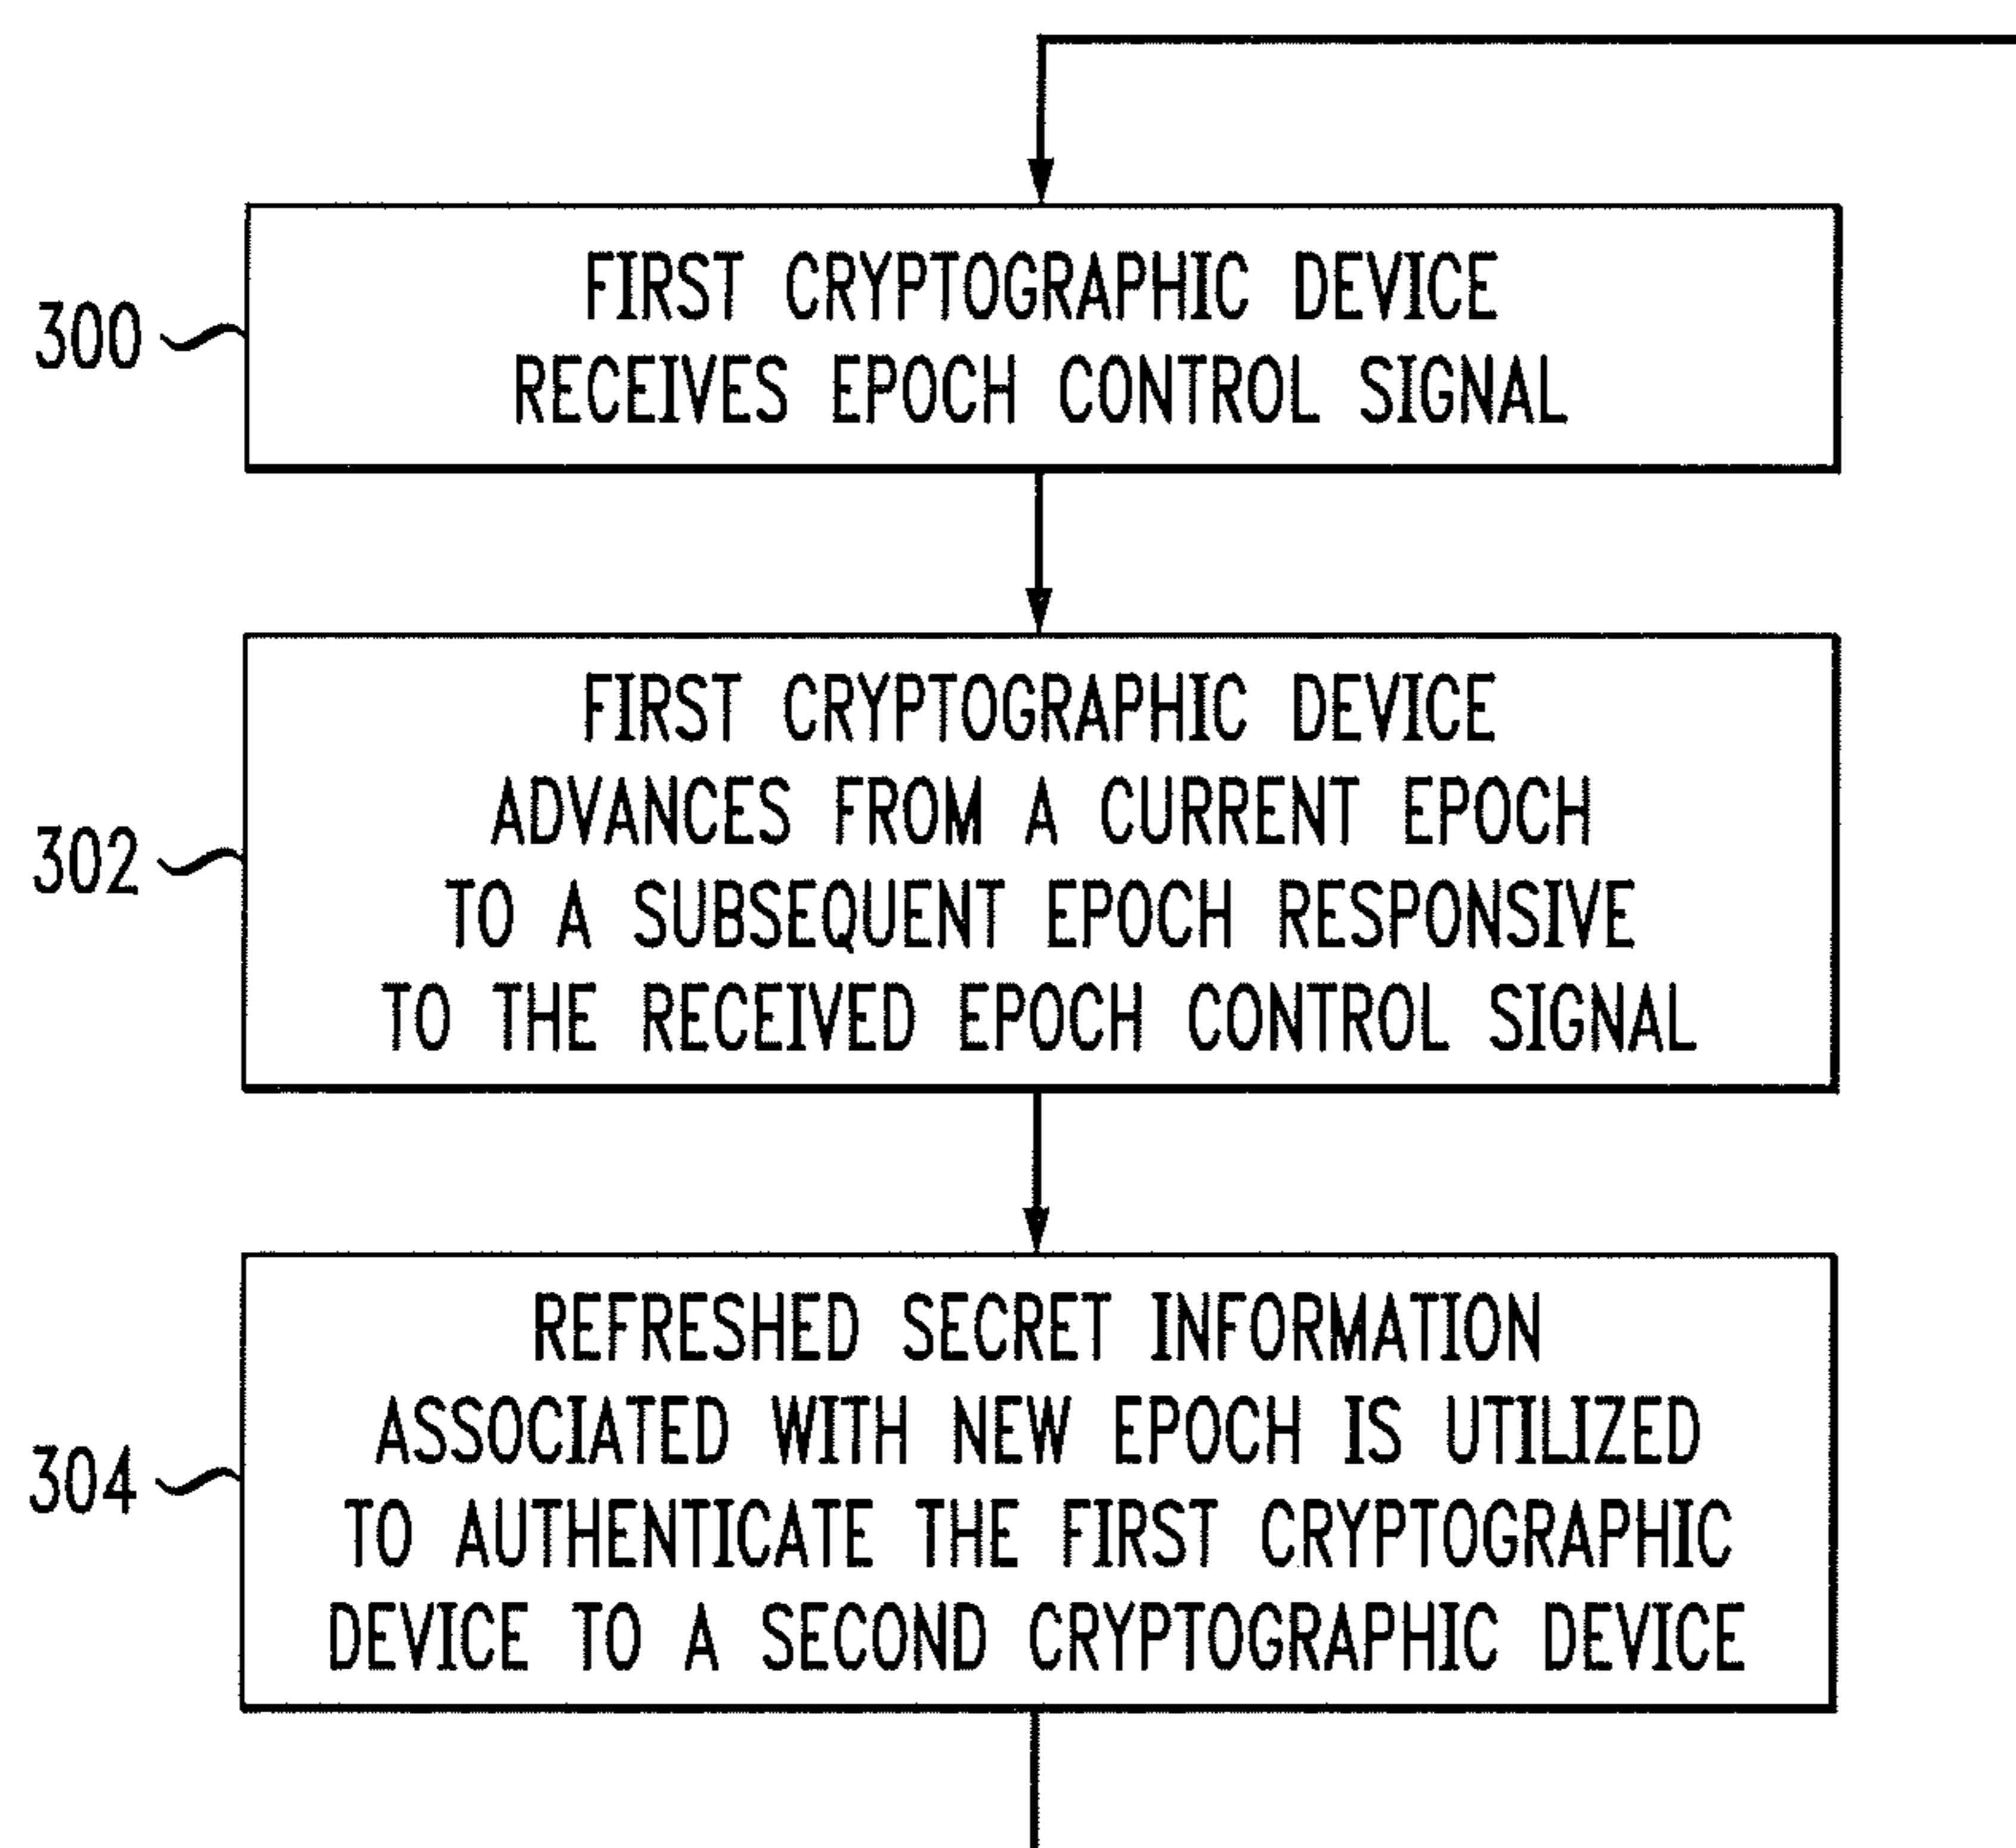 300
FIRST CRYPTOGRAPHIC DEVICE
RECEIVES EPOCH CONTROL SIGNAL
302
FIRST CRYPTOGRAPHIC DEVICE
ADVANCES FROM A CURRENT EPOCH
TO A SUBSEQUENT EPOCH RESPONSIVE
TO THE RECEIVED EPOCH CONTROL SIGNAL
304
REFRESHED SECRET INFORMATION
ASSOCIATED WITH NEW EPOCH IS UTILIZED
TO AUTHENTICATE THE FIRST CRYPTOGRAPHIC
DEVICE TO A SECOND CRYPTOGRAPHIC DEVICE